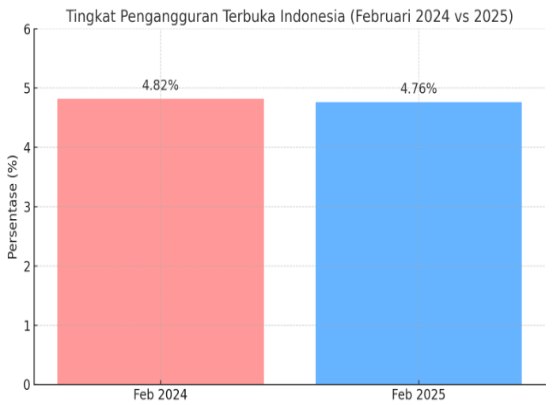 Tingkat Pengangguran Terbuka Indonesia (Februari 2024 vs 2025)
6
5
4
3
2
1
0
Persentase (%)
4.82%
4.76%
Feb 2024
Feb 2025